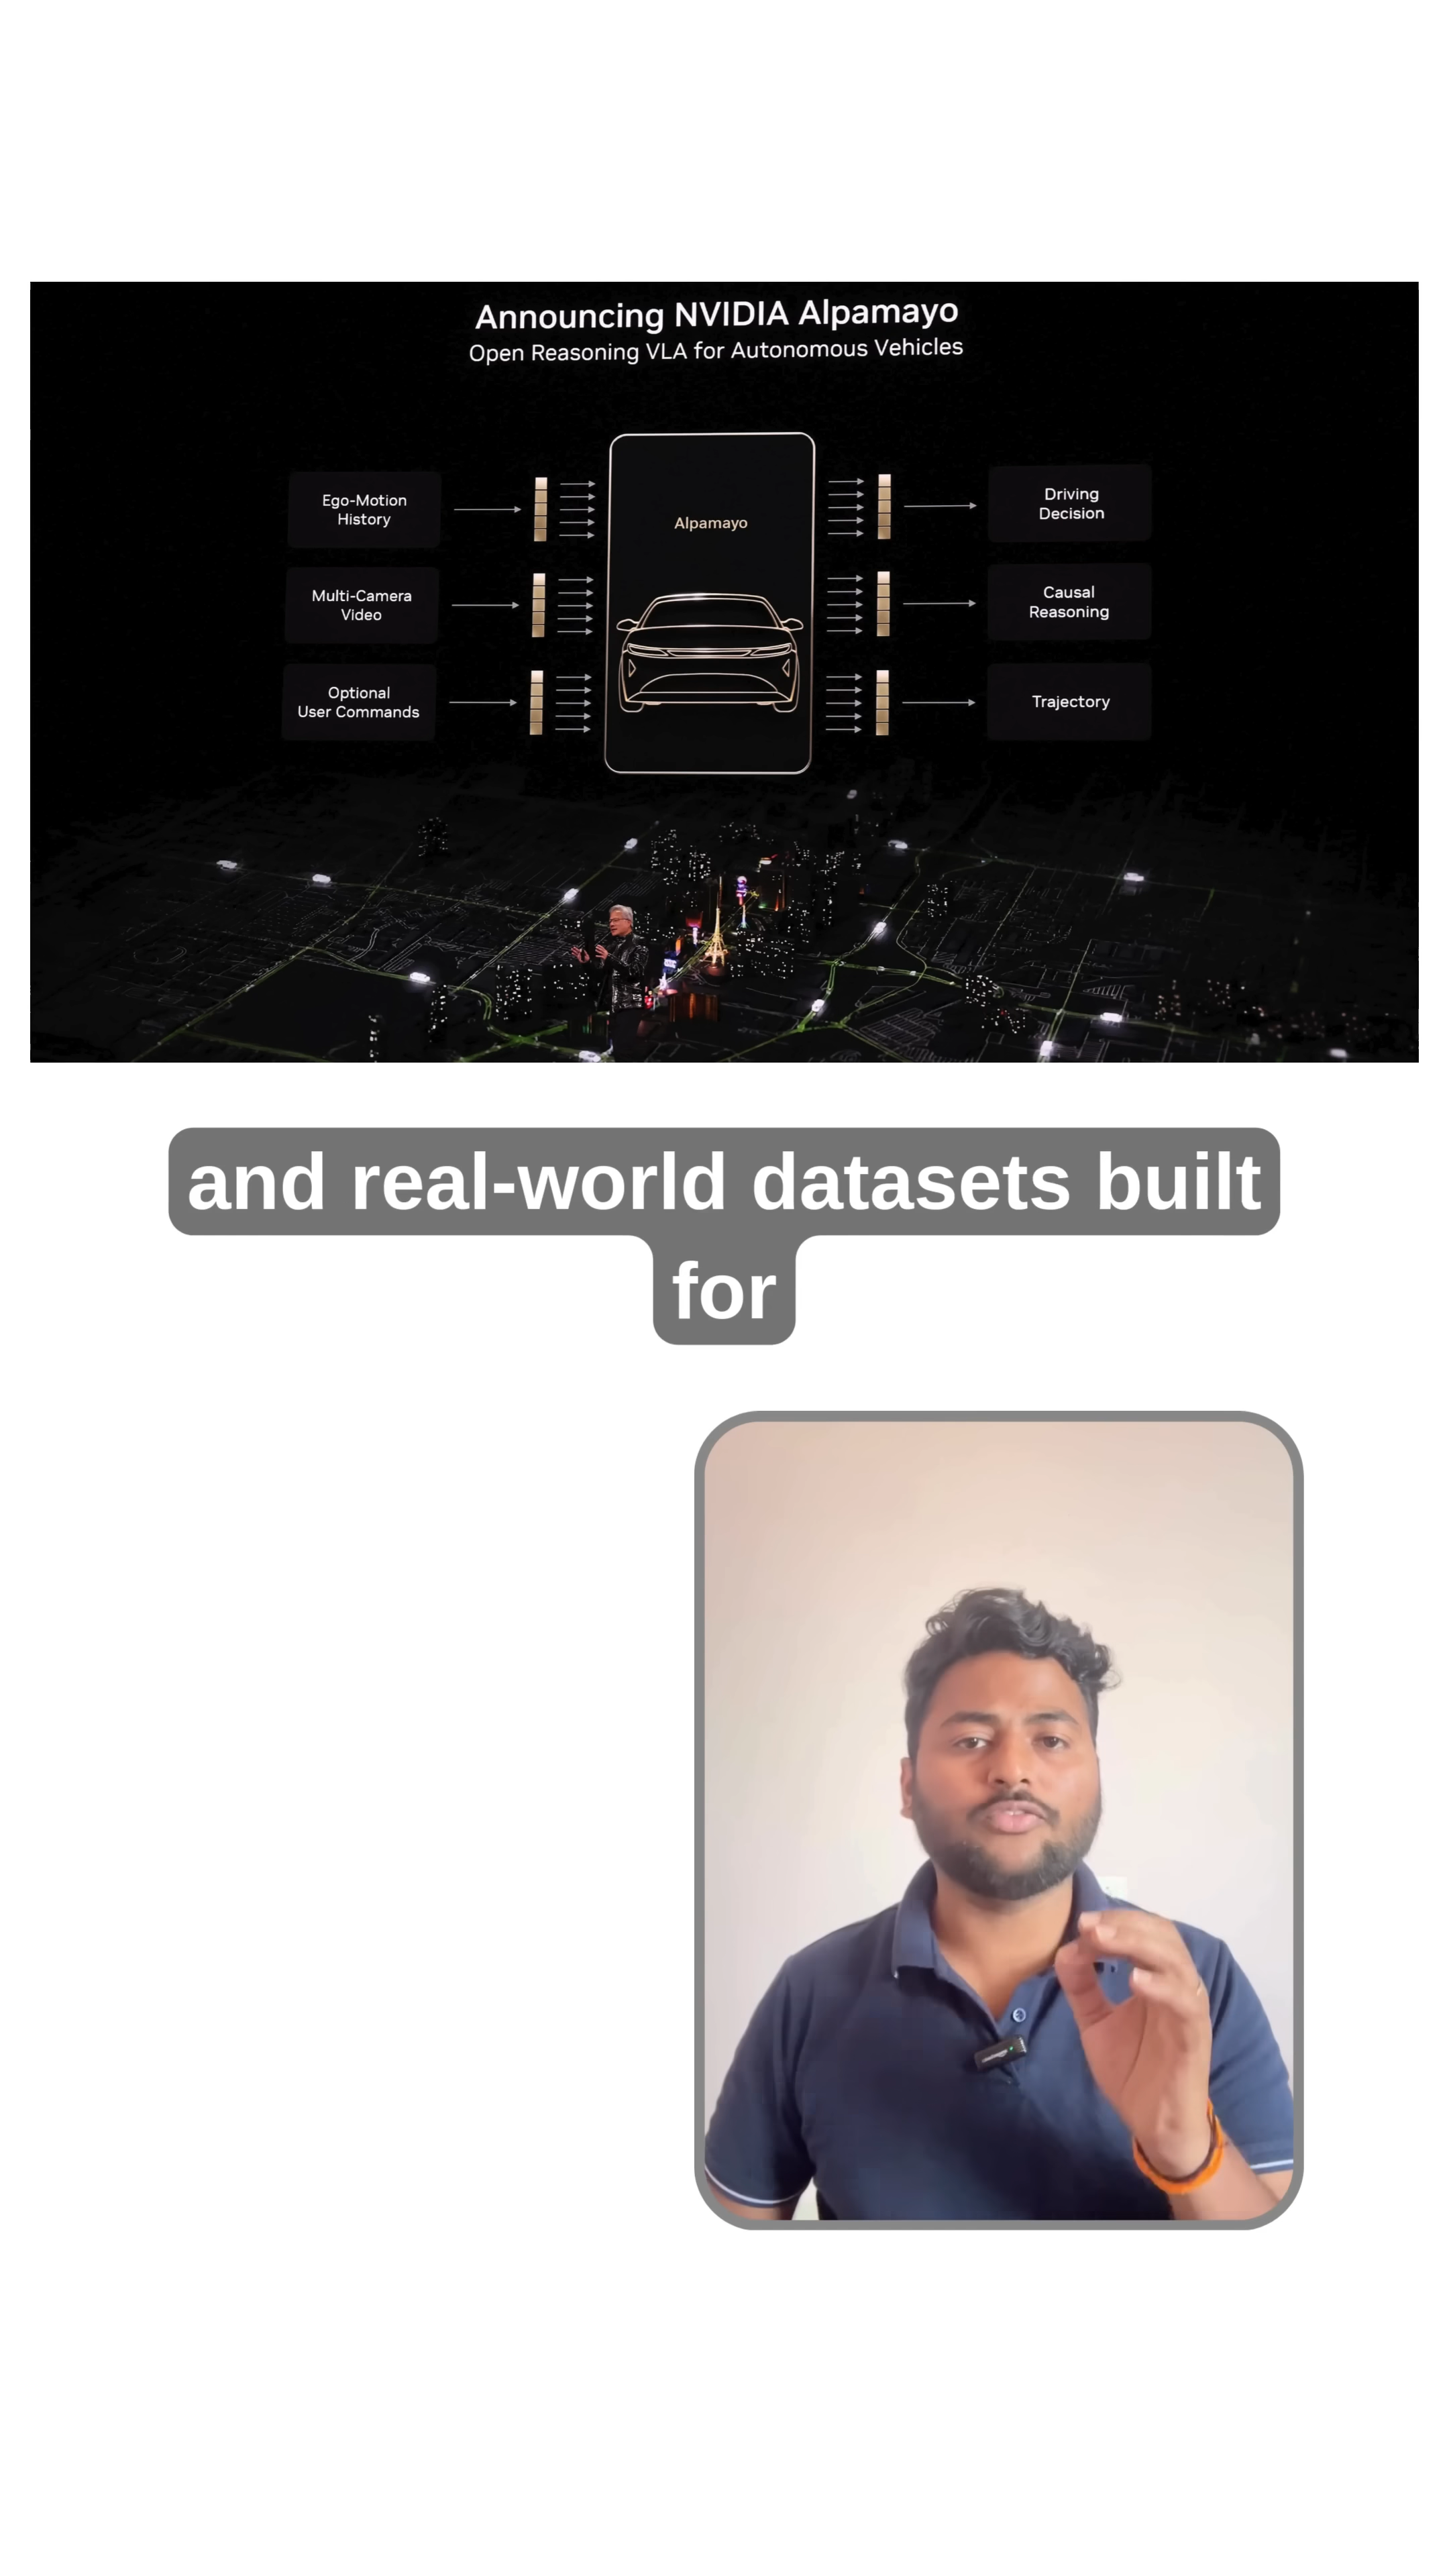 Announcing NVIDIA Alpamayo
Open Reasoning VLA for Autonomous Vehicles
Ego-Motion
History
Multi-Camera
Video
Optional
User Commands
Alpamayo
Driving
Decision
Causal
Reasoning
Trajectory
and real-world datasets built
for